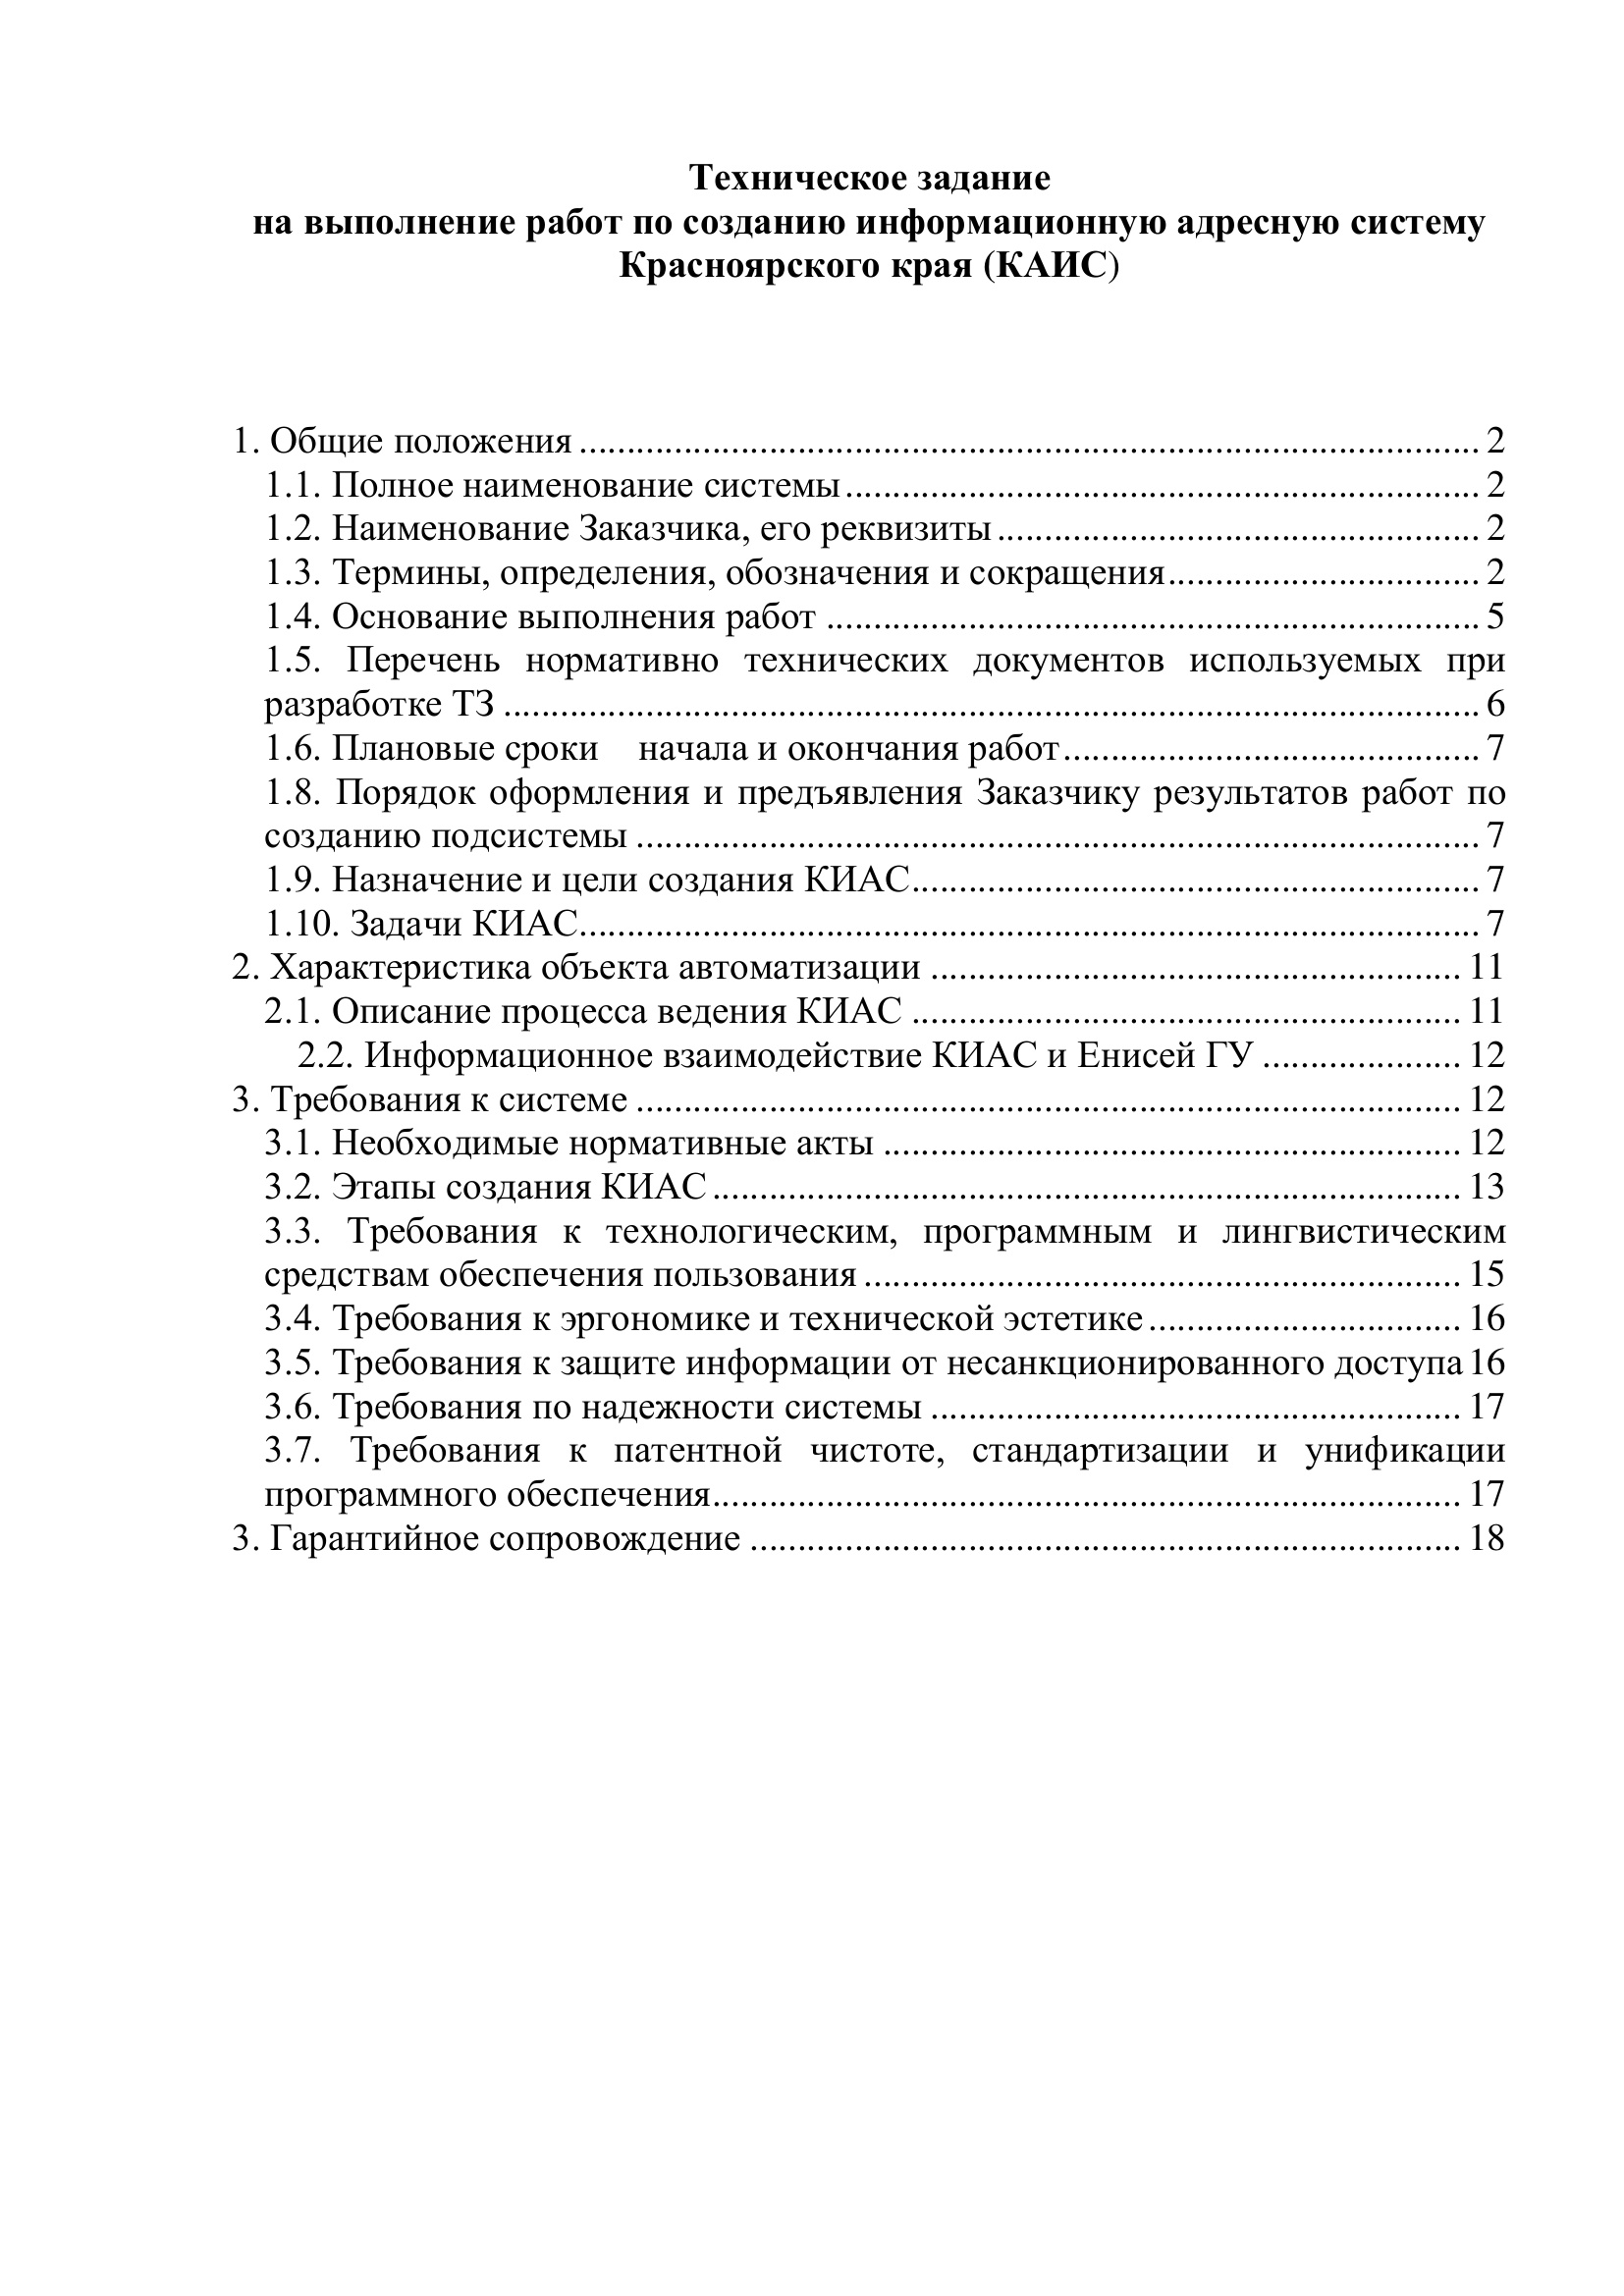 Техническое задание
на выполнение работ по созданию информационную адресную систему
Красноярского края (КАИС)
1. Общие положения ........ 2
1.1. Полное наименование системы ........ 2
1.2. Наименование Заказчика, его реквизиты ........ 2
1.3. Термины, определения, обозначения и сокращения ........ 2
1.4. Основание выполнения работ ........ 5
1.5. Перечень нормативно технических документов используемых при
разработке ТЗ ........ 6
1.6. Плановые сроки начала и окончания работ ........ 7
1.8. Порядок оформления и предъявления Заказчику результатов работ по
созданию подсистемы ........ 7
1.9. Назначение и цели создания КИАС ........ 7
1.10. Задачи КИАС ........ 7
2. Характеристика объекта автоматизации ........ 11
2.1. Описание процесса ведения КИАС ........ 11
2.2. Информационное взаимодействие КИАС и Енисей ГУ ........ 12
3. Требования к системе ........ 12
3.1. Необходимые нормативные акты ........ 12
3.2. Этапы создания КИАС ........ 13
3.3. Требования к технологическим, программным и лингвистическим
средствам обеспечения пользования ........ 15
3.4. Требования к эргономике и технической эстетике ........ 16
3.5. Требования к защите информации от несанкционированного доступа 16
3.6. Требования по надежности системы ........ 17
3.7. Требования к патентной чистоте, стандартизации и унификации
программного обеспечения ........ 17
3. Гарантийное сопровождение ........ 18